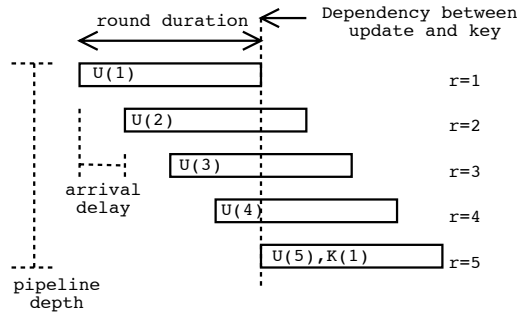 round duration
Dependency between
update and key
U(1)
r=1
U(2)
r=2
U(3)
r=3
arrival
delay
U(4)
r=4
U(5),K(1)
r=5
pipeline
depth